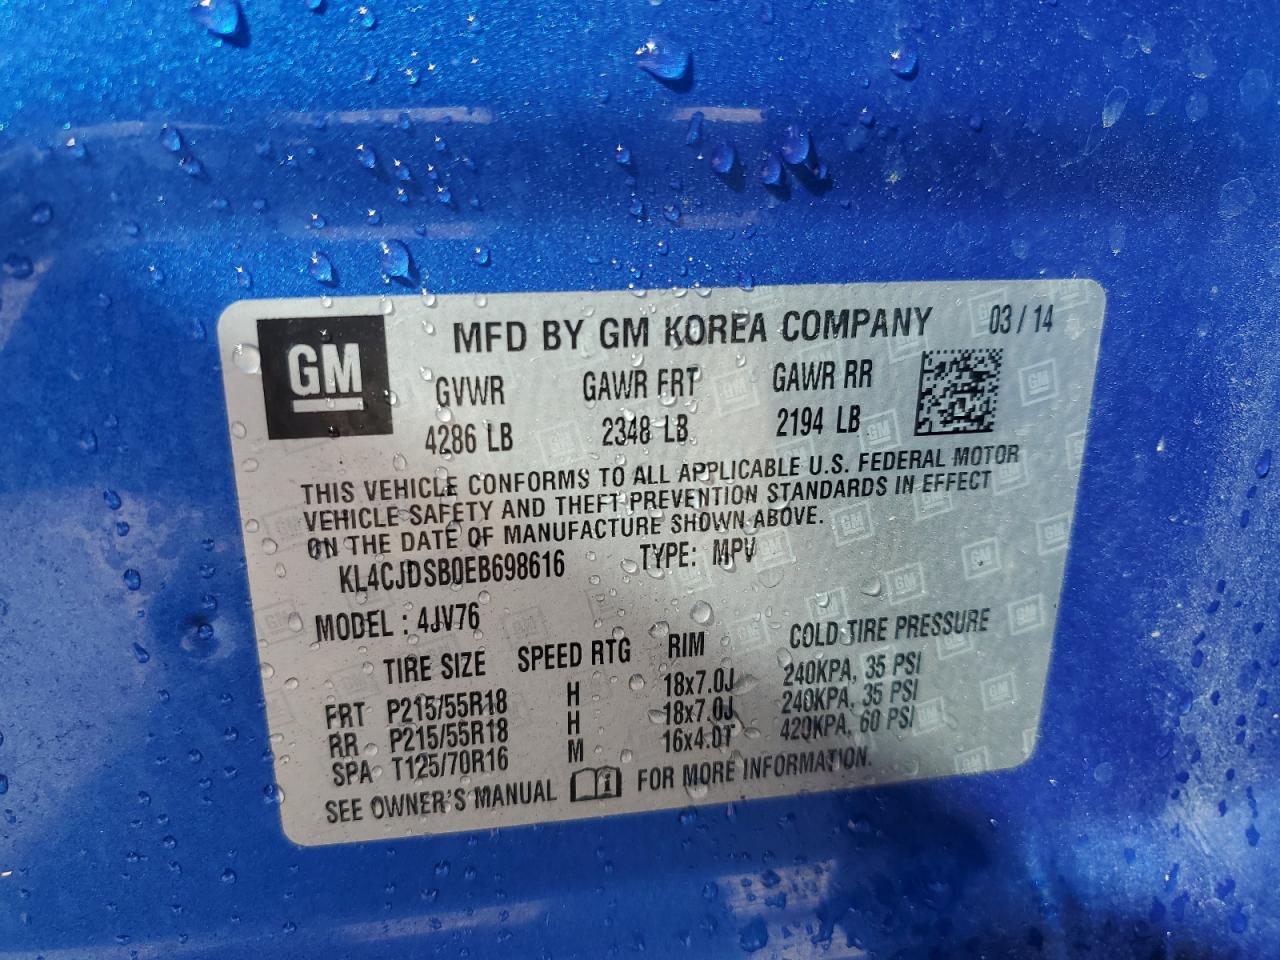 GM
MFD BY GM KOREA COMPANY 03/14
GVWR GAWR FRT GAWR RR
4286 LB 2348 LB 2194 LB
THIS VEHICLE CONFORMS TO ALL APPLICABLE U.S. FEDERAL MOTOR
VEHICLE SAFETY AND THEFT PREVENTION STANDARDS IN EFFECT
ON THE DATE OF MANUFACTURE SHOWN ABOVE.
KL4CJDSB0EB698616 TYPE: MPV
MODEL : 4JV76
TIRE SIZE SPEED RTG RIM COLD TIRE PRESSURE
FRT P215/55R18 H 18x7.0J 240KPA, 35 PSI
RR P215/55R18 H 18x7.0J 240KPA, 35 PSI
SPA T125/70R16 M 16x4.0T 420KPA, 60 PSI
SEE OWNER'S MANUAL i FOR MORE INFORMATION.